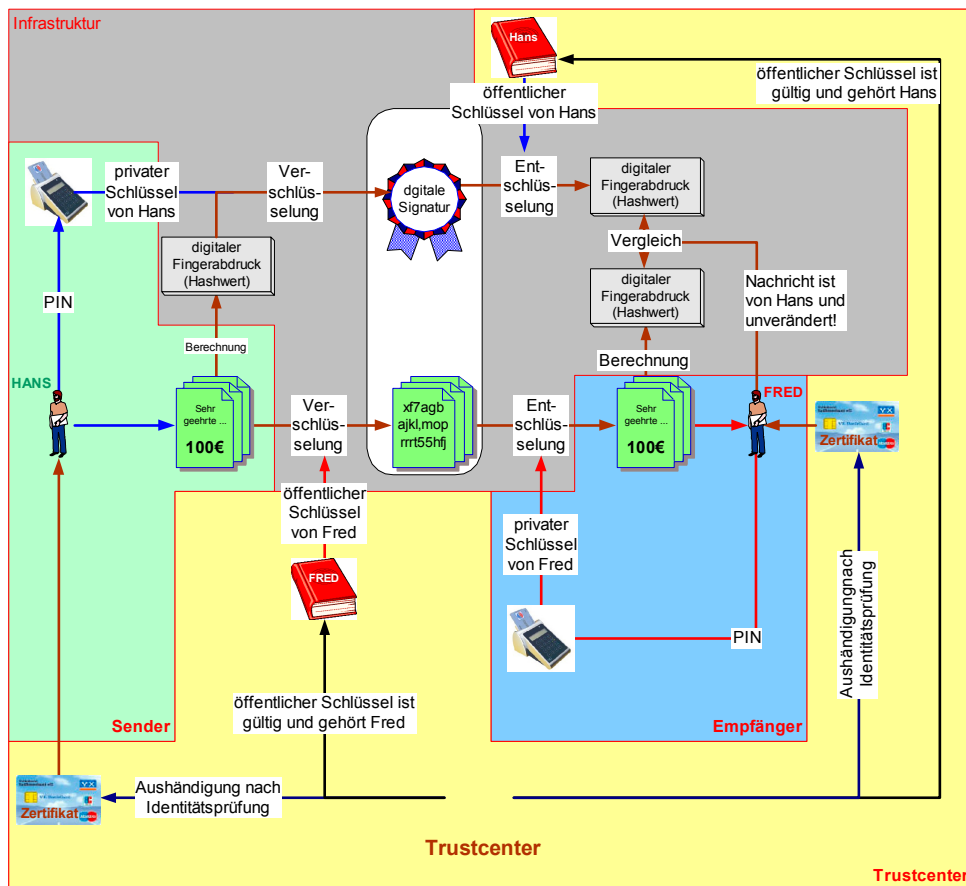 Infrastruktur
Hans
öffentlicher Schlüssel ist
gültig und gehört Hans
öffentlicher
Schlüssel von Hans
privater
Schlüssel
von Hans
Ver-
schlüs-
selung
dgitale
Signatur
Ent-
schlüs-
selung
digitaler
Fingerabdruck
(Hashwert)
Vergleich
digitaler
Fingerabdruck
(Hashwert)
digitaler
Fingerabdruck
(Hashwert)
Nachricht ist
von Hans und
unverändert!
PIN
Berechnung
Berechnung
HANS
Sehr
geehrte ...
100€
Ver-
schlüs-
selung
xf7agb
ajkl,mop
rrrt55hfj
Ent-
schlüs-
selung
Sehr
geehrte ...
100€
FRED
Zertifikat
öffentlicher
Schlüssel
von Fred
FRED
privater
Schlüssel
von Fred
PIN
Aushändigungnach
Identitätsprüfung
öffentlicher Schlüssel ist
gültig und gehört Fred
Sender
Empfänger
Zertifikat
Aushändigung nach
Identitätsprüfung
Trustcenter
Trustcenter